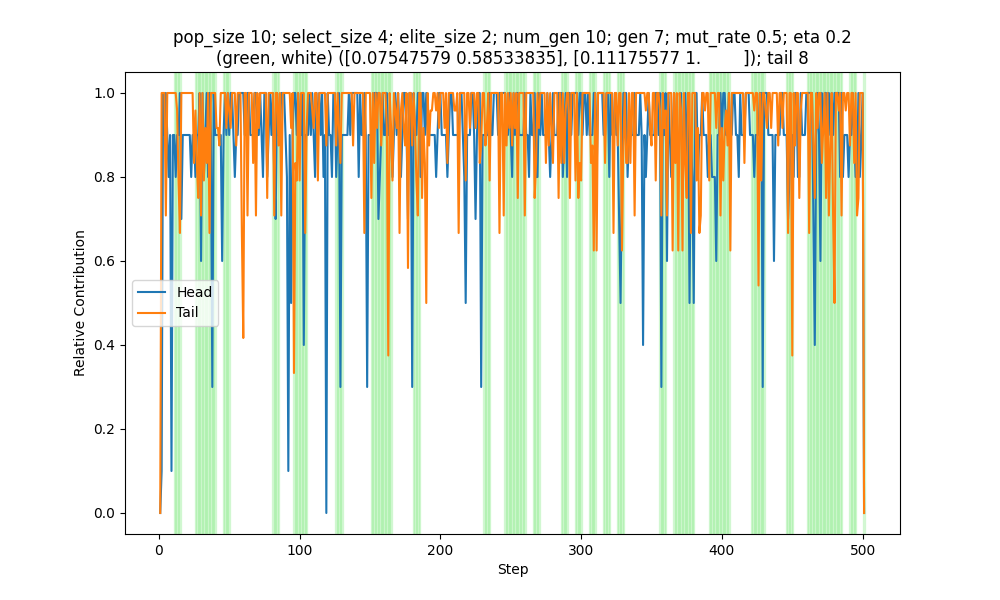 pop_size 10; select_size 4; elite_size 2; num_gen 10; gen 7; mut_rate 0.5; eta 0.2
(green, white) ([0.07547579 0.58533835], [0.11175577 1.        ]); tail 8
1.0
0.8
0.6
0.4
0.2
0.0
Relative Contribution
Head
Tail
0 100 200 300 400 500
Step